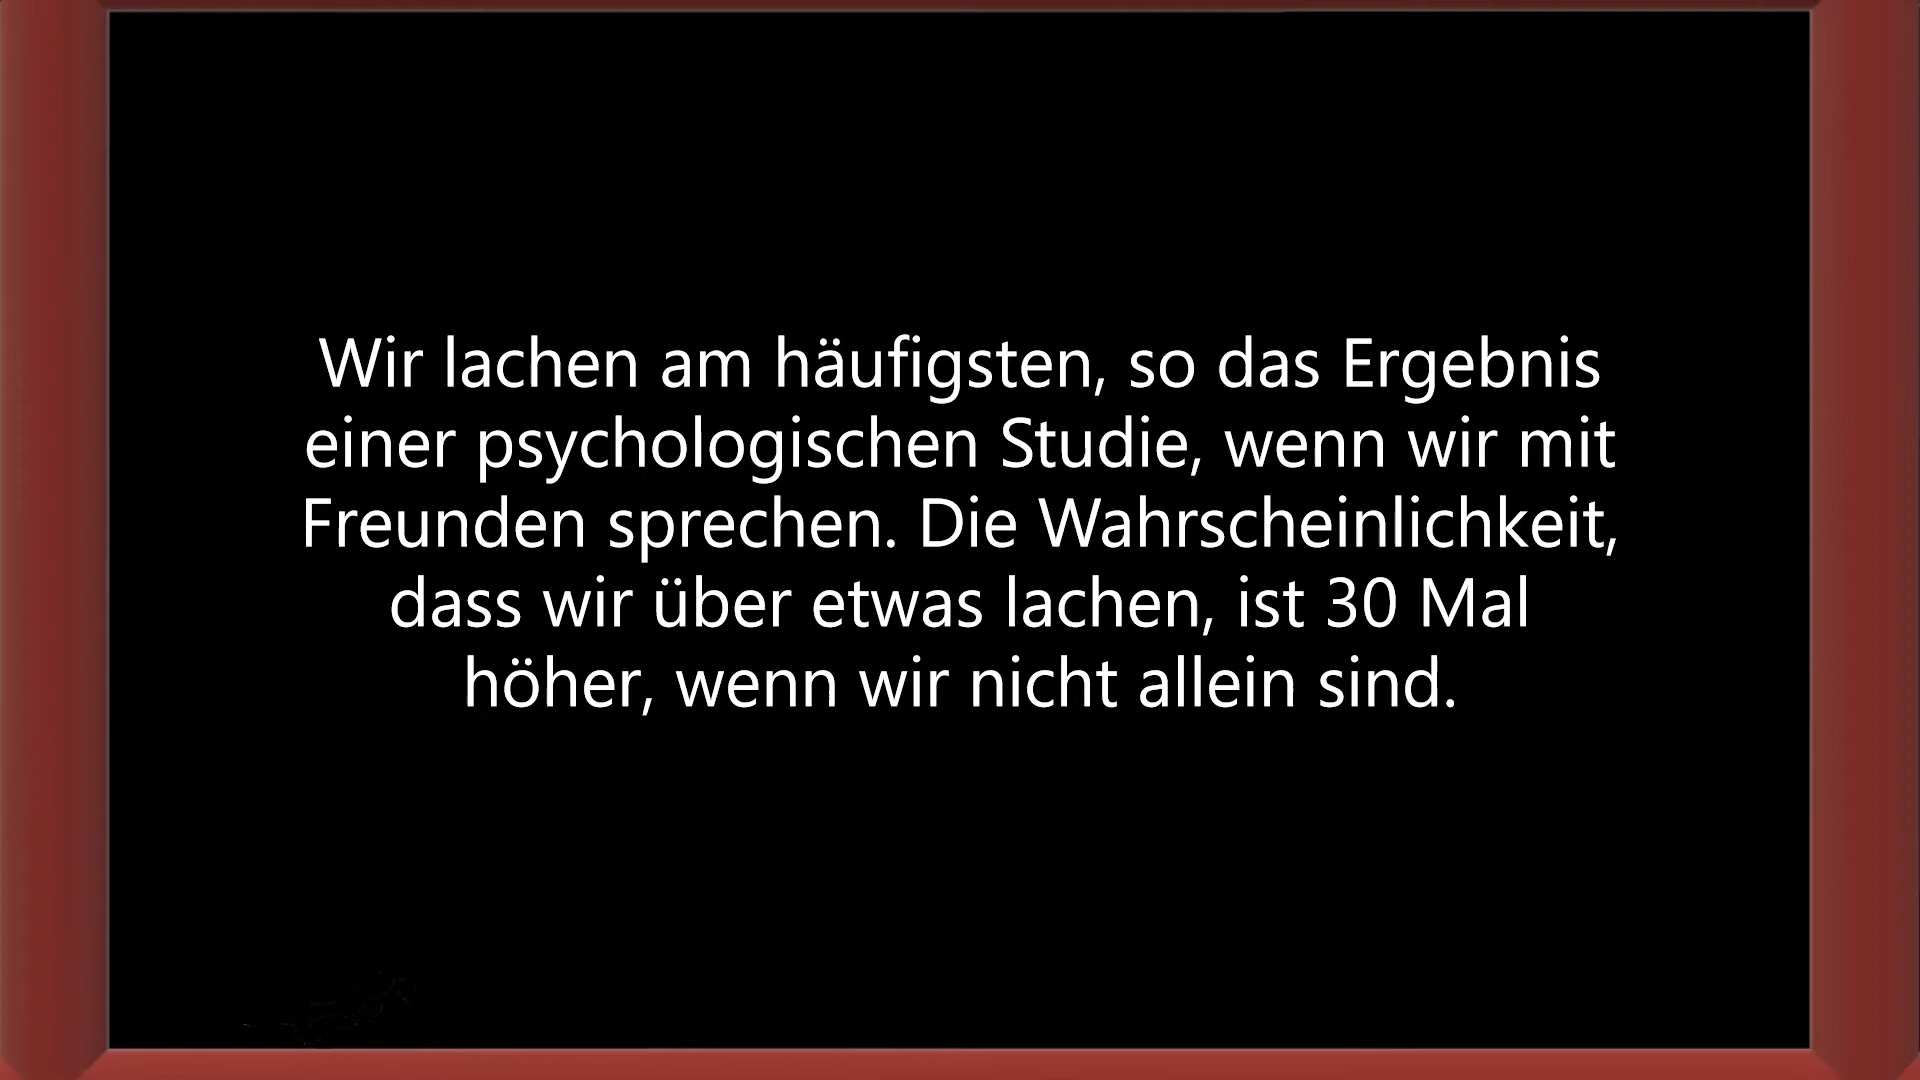 Wir lachen am häufigsten, so das Ergebnis
einer psychologischen Studie, wenn wir mit
Freunden sprechen. Die Wahrscheinlichkeit,
dass wir über etwas lachen, ist 30 Mal
höher, wenn wir nicht allein sind.